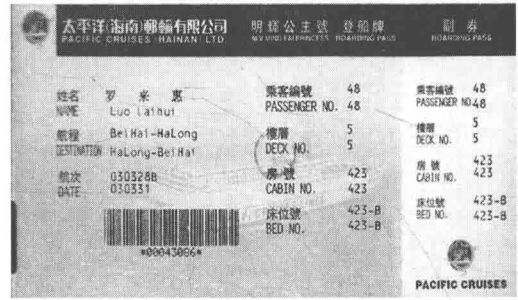 太平洋(海南)郵輪有限公司
PACIFIC CRUISES (HAINAN) LTD
明輝公主號 登船牌
BOARDING PASS
副 券
BOARDING PASS
姓名 罗 来 惠
NAME Luo laihui
航程 BeiHai-HaLong
DESTINATION HaLong-BeiHai
航次 030328B
DATE 030331
*00043086*
乘客編號 48
PASSENGER NO. 48
樓層 5
DECK NO. 5
房 號 423
CABIN NO. 423
床位號 423-B
BED NO. 423-B
乘客編號 48
PASSENGER NO. 48
樓層 5
DECK NO. 5
房 號 423
CABIN NO. 423
床位號 423-B
BED NO. 423-B
PACIFIC CRUISES